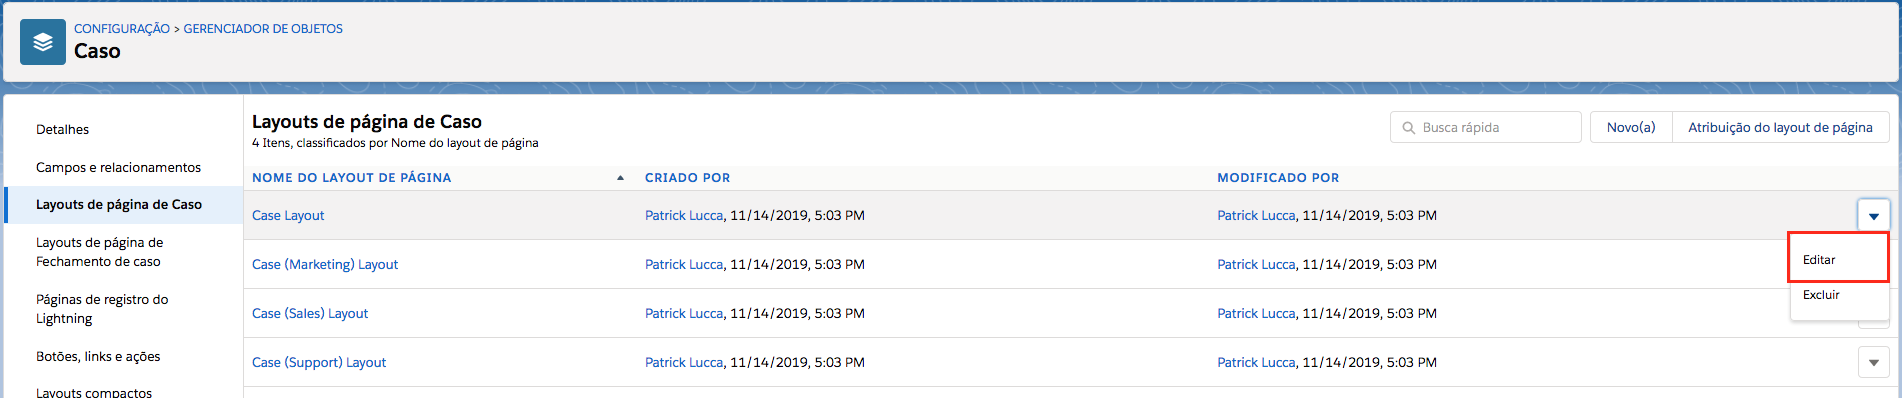 CONFIGURAÇÃO > GERENCIADOR DE OBJETOS
Caso
Detalhes
Campos e relacionamentos
Layouts de página de Caso
Layouts de página de
Fechamento de caso
Páginas de registro do
Lightning
Botões, links e ações
Layouts compactos
Layouts de página de Caso
4 Itens, classificados por Nome do layout de página
Busca rápida
Novo(a)
Atribuição do layout de página
NOME DO LAYOUT DE PÁGINA CRIADO POR MODIFICADO POR
Case Layout Patrick Lucca, 11/14/2019, 5:03 PM Patrick Lucca, 11/14/2019, 5:03 PM
Case (Marketing) Layout Patrick Lucca, 11/14/2019, 5:03 PM Patrick Lucca, 11/14/2019, 5:03 PM
Case (Sales) Layout Patrick Lucca, 11/14/2019, 5:03 PM Patrick Lucca, 11/14/2019, 5:03 PM
Case (Support) Layout Patrick Lucca, 11/14/2019, 5:03 PM Patrick Lucca, 11/14/2019, 5:03 PM
Editar
Excluir